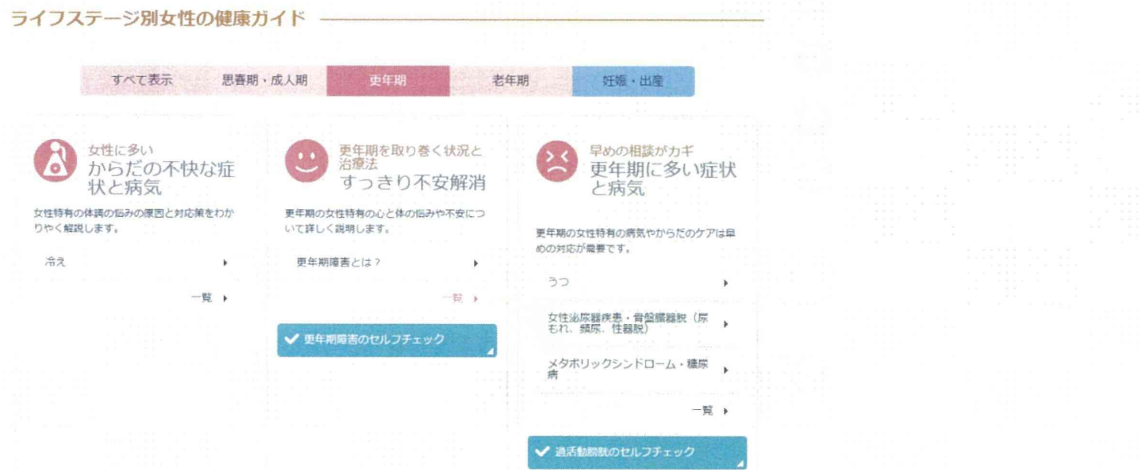 ライフステージ別女性の健康ガイド
すべて表示
思春期・成人期
更年期
老年期
妊娠・出産
女性に多い
からだの不快な症
状と病気
女性特有の体調の悩みの原因と対応策をわか
りやく解説します。
冷え
一覧
更年期を取り巻く状況と
治療法
すっきり不安解消
更年期の女性特有の心と体の悩みや不安につ
いて詳しく説明します。
更年期障害とは？
一覧
更年期障害のセルフチェック
早めの相談がカギ
更年期に多い症状
と病気
更年期の女性特有の病気やからだのケアは早
めの対応が需要です。
うつ
女性泌尿器疾患・骨盤臓器脱（尿
もれ、頻尿、性器脱）
メタボリックシンドローム・糖尿
病
一覧
過活動膀胱のセルフチェック